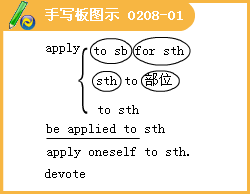 手写板图示 0208-01
apply
to sb for sth
sth to 部位
to sth
be applied to sth
apply oneself to sth.
devote